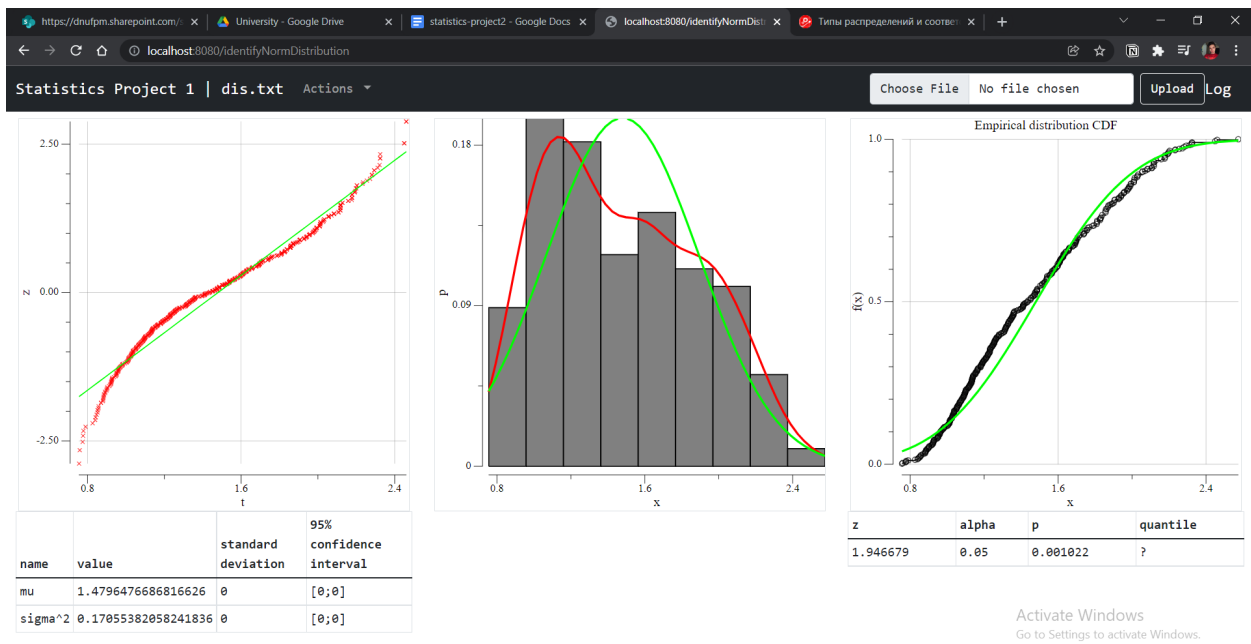 https://dnufpm.sharepoint.com/s
University - Google Drive
statistics-project2 - Google Docs
localhost:8080/identifyNormDistr
Типы распределений и соответ
localhost:8080/identifyNormDistribution
Statistics Project 1 | dis.txt Actions
Choose File No file chosen
Upload
Log
2.50
0.00
-2.50
z
0.8 1.6 2.4
t
0.18
0.09
0
p
0.8 1.6 2.4
x
Empirical distribution CDF
1.0
0.5
0.0
f(x)
0.8 1.6 2.4
x
name value standard deviation 95% confidence interval
mu 1.4796476686816626 0 [0;0]
sigma^2 0.17055382058241836 0 [0;0]
z alpha p quantile
1.946679 0.05 0.001022 ?
Activate Windows
Go to Settings to activate Windows.